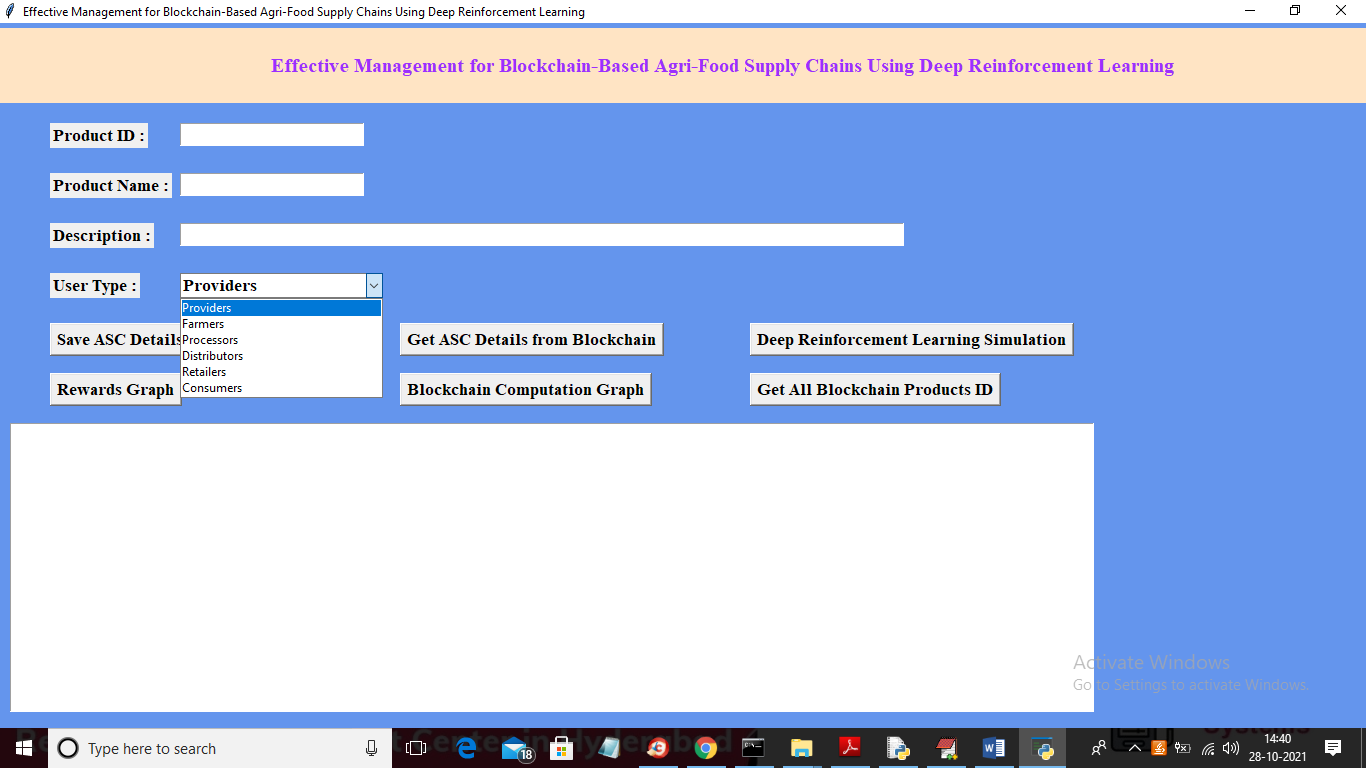 Effective Management for Blockchain-Based Agri-Food Supply Chains Using Deep Reinforcement Learning
Effective Management for Blockchain-Based Agri-Food Supply Chains Using Deep Reinforcement Learning
Product ID :
Product Name :
Description :
User Type : Providers
Providers
Farmers
Processors
Distributors
Retailers
Consumers
Save ASC Details Get ASC Details from Blockchain Deep Reinforcement Learning Simulation
Rewards Graph Blockchain Computation Graph Get All Blockchain Products ID
Activate Windows
Go to Settings to activate Windows.
Type here to search
18
14:40
28-10-2021